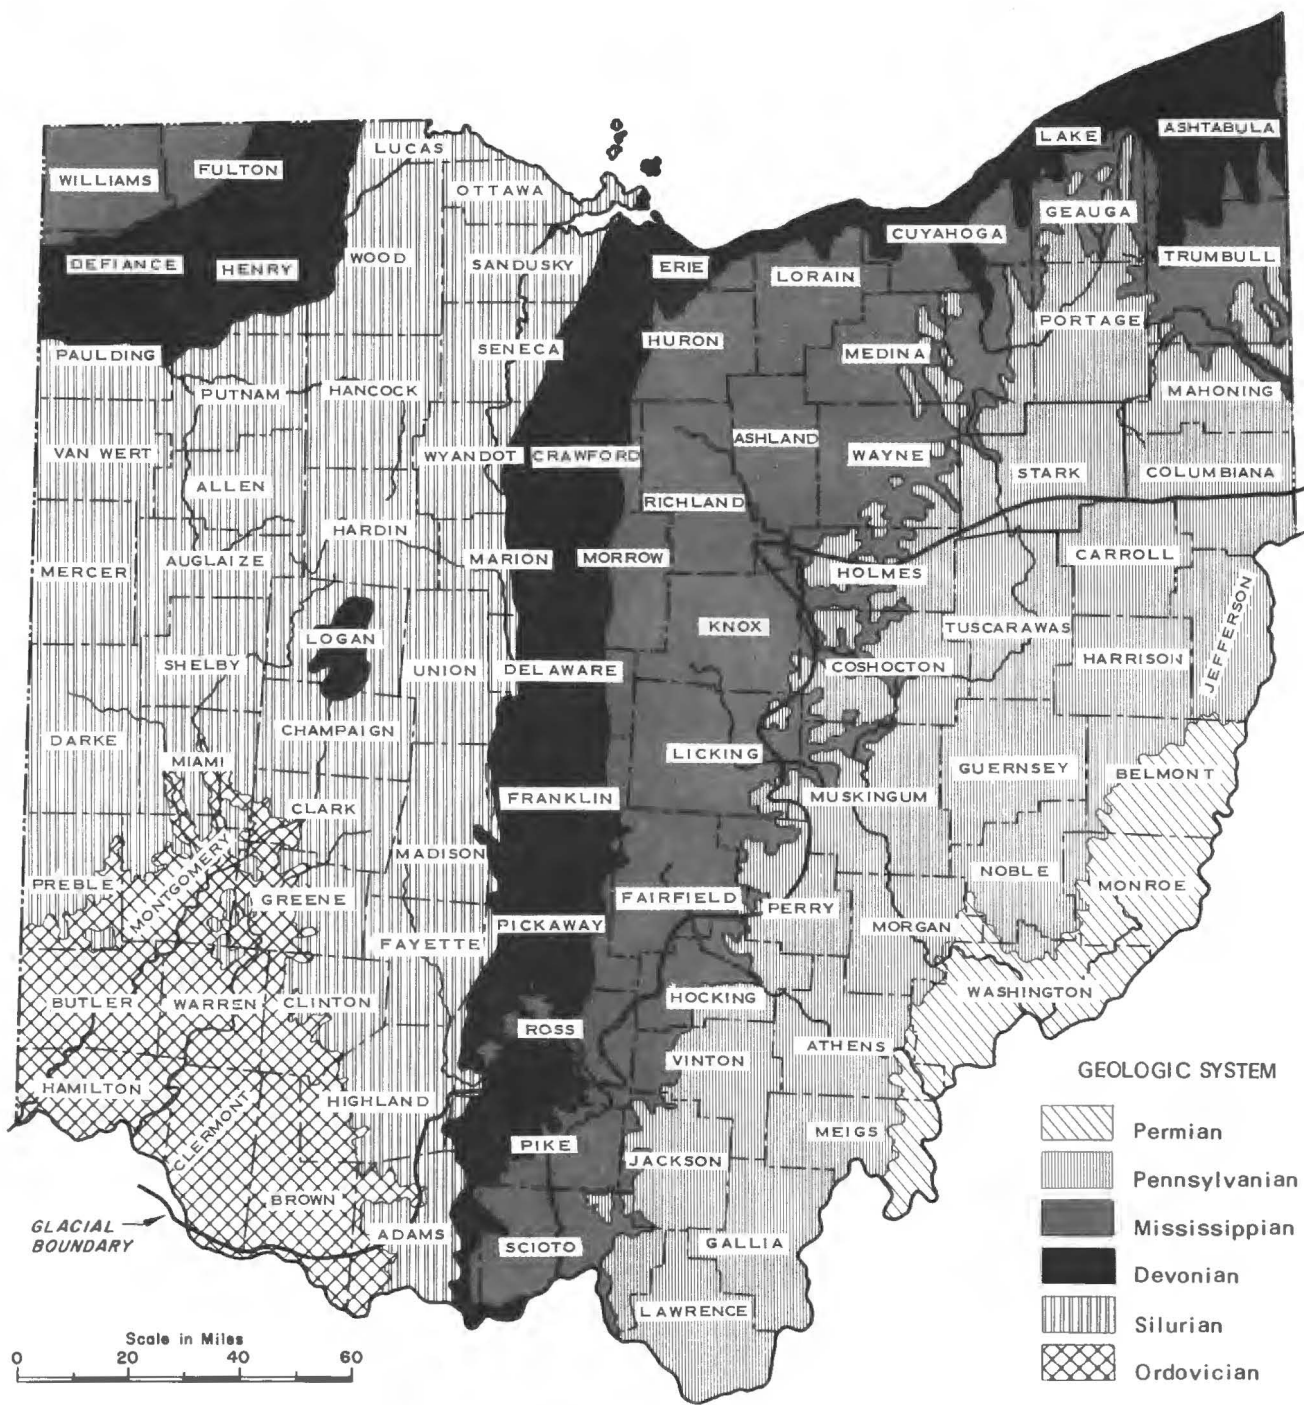 LAKE
ASHTABULA
LUCAS
FULTON
WILLIAMS
OTTAWA
GEAUGA
CUYAHOGA
WOOD
TRUMBULL
DEFIANCE
HENRY
SANDUSKY
ERIE
LORAIN
PORTAGE
HURON
SENECA
MEDINA
PAULDING
PUTNAM
HANCOCK
MAHONING
ASHLAND
VAN WERT
WYANDOT
CRAWFORD
WAYNE
STARK
COLUMBIANA
ALLEN
RICHLAND
HARDIN
AUGLAIZE
MARION
MORROW
CARROLL
MERCER
HOLMES
JEFFERSON
LOGAN
KNOX
TUSCARAWAS
SHELBY
UNION
DELAWARE
COSHOCTON
HARRISON
CHAMPAIGN
DARKE
MIAMI
LICKING
GUERNSEY
BELMONT
CLARK
FRANKLIN
MUSKINGUM
MONTGOMERY
MADISON
PREBLE
GREENE
FAIRFIELD
PERRY
NOBLE
MONROE
PICKAWAY
MORGAN
FAYETTE
BUTLER
WARREN
CLINTON
HOCKING
WASHINGTON
ROSS
ATHENS
VINTON
HAMILTON
CLERMONT
HIGHLAND
MEIGS
PIKE
JACKSON
BROWN
ADAMS
SCIOTO
GALLIA
LAWRENCE
GLACIAL
BOUNDARY
GEOLOGIC SYSTEM
Permian
Pennsylvanian
Mississippian
Devonian
Silurian
Ordovician
Scale in Miles
0 20 40 60